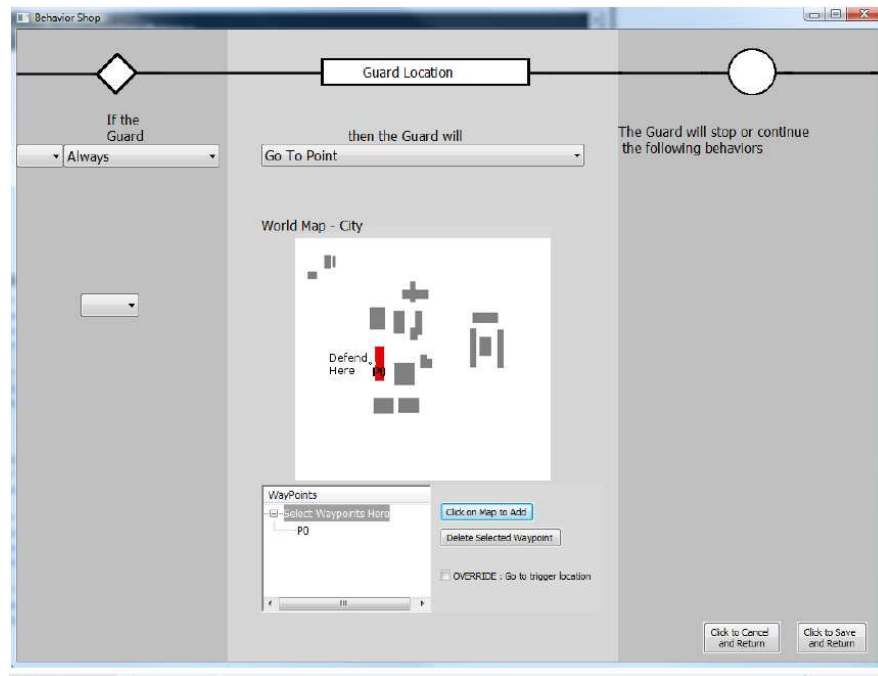 Behavior Shop
Guard Location
If the
Guard
Always
then the Guard will
Go To Point
The Guard will stop or continue
the following behaviors
World Map - City
Defend
Here
P0
WayPoints
Select Waypoints Here
P0
Click on Map to Add
Delete Selected Waypoint
OVERRIDE : Go to trigger location
Click to Cancel
and Return
Click to Save
and Return